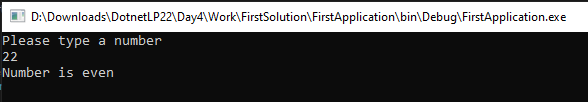 D:\Downloads\DotnetLP22\Day4\Work\FirstSolution\FirstApplication\bin\Debug\FirstApplication.exe
Please type a number
22
Number is even